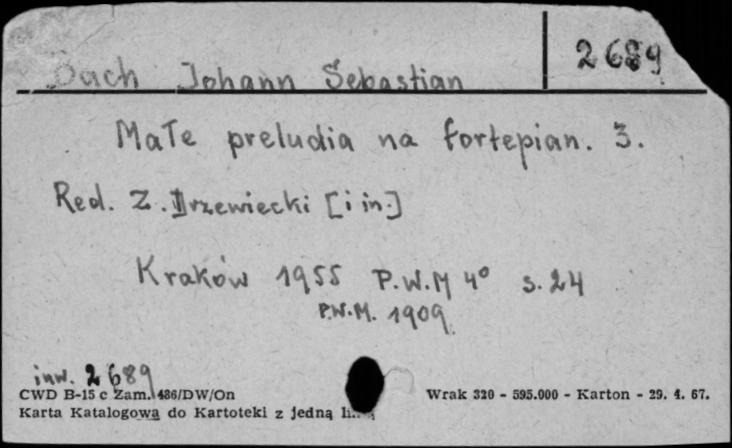 Bach Johann Sebastian 2689
Małe preludia na fortepian. 3.
Red. Z. Drzewiecki [i in.]
Kraków 1955 P.W.M 4° s. 24
P.W.M. 1909
inw. 2689
CWD B-15 c Zam. 486/DW/On Wrak 320 - 595.000 - Karton - 29. 4. 67.
Karta Katalogowa do Kartoteki z jedną